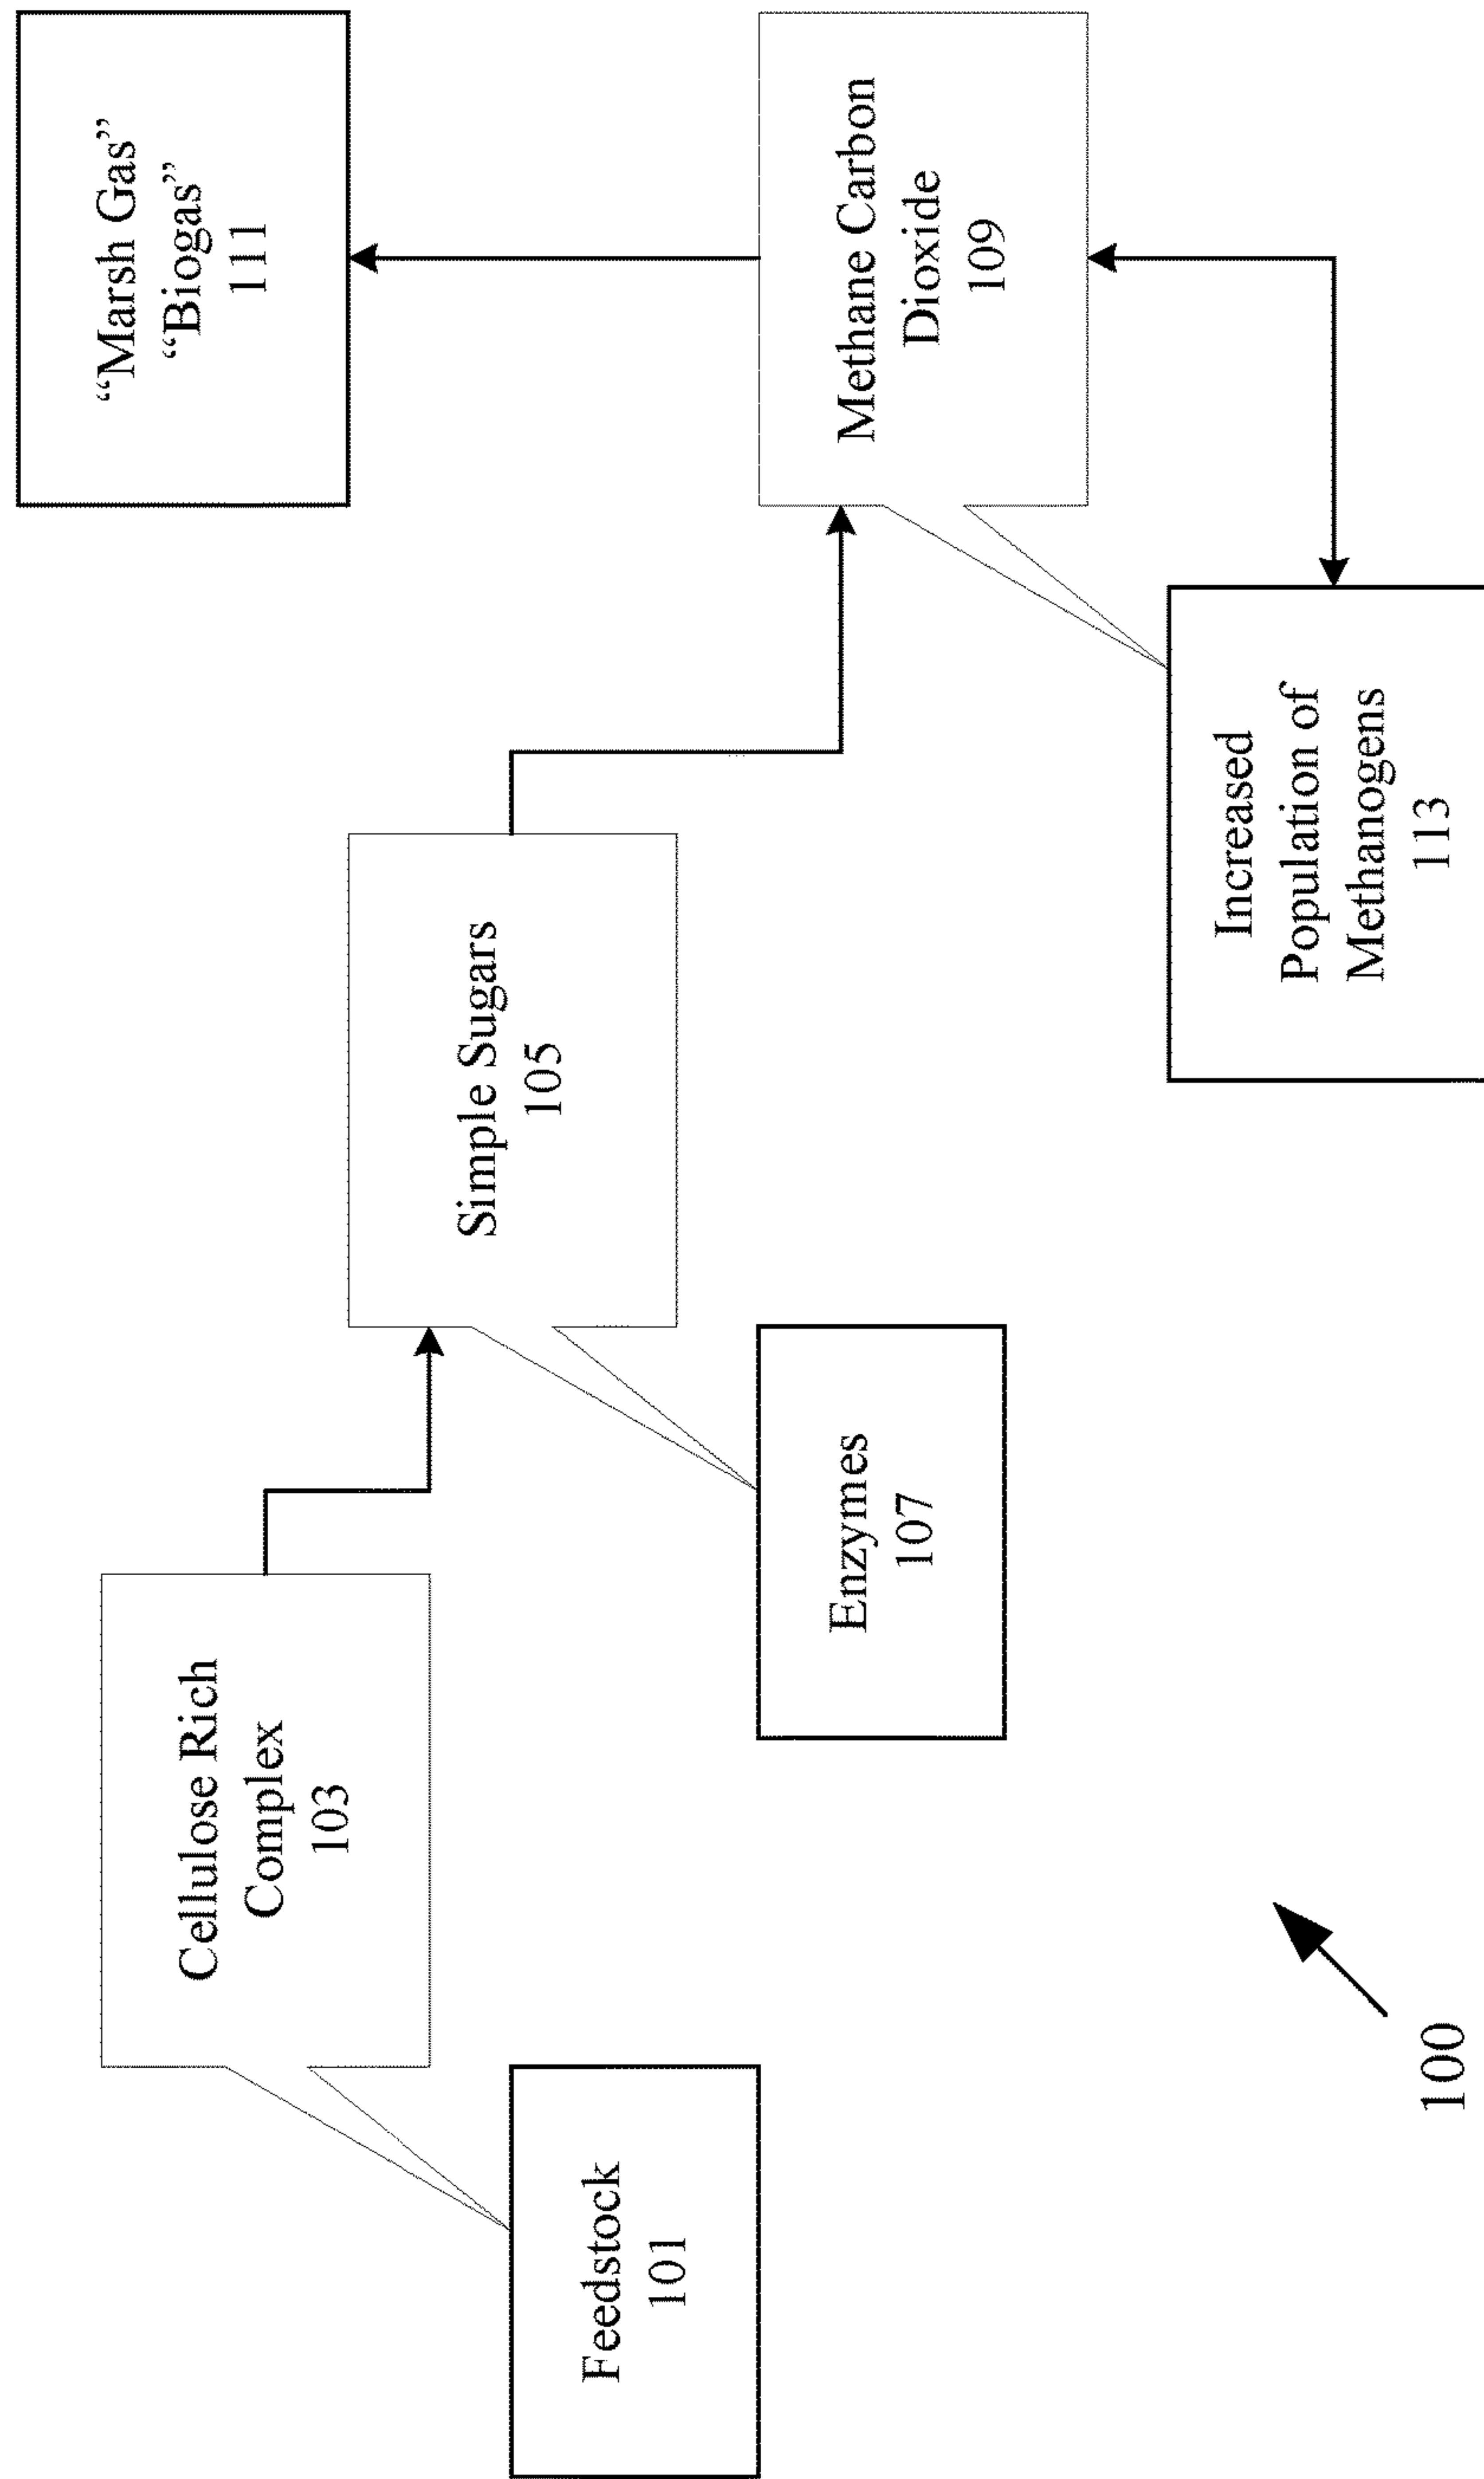 Feedstock
101
Cellulose Rich
Complex
103
Enzymes
107
Simple Sugars
105
Increased
Population of
Methanogens
113
Methane Carbon
Dioxide
109
“Marsh Gas”
“Biogas”
111
100